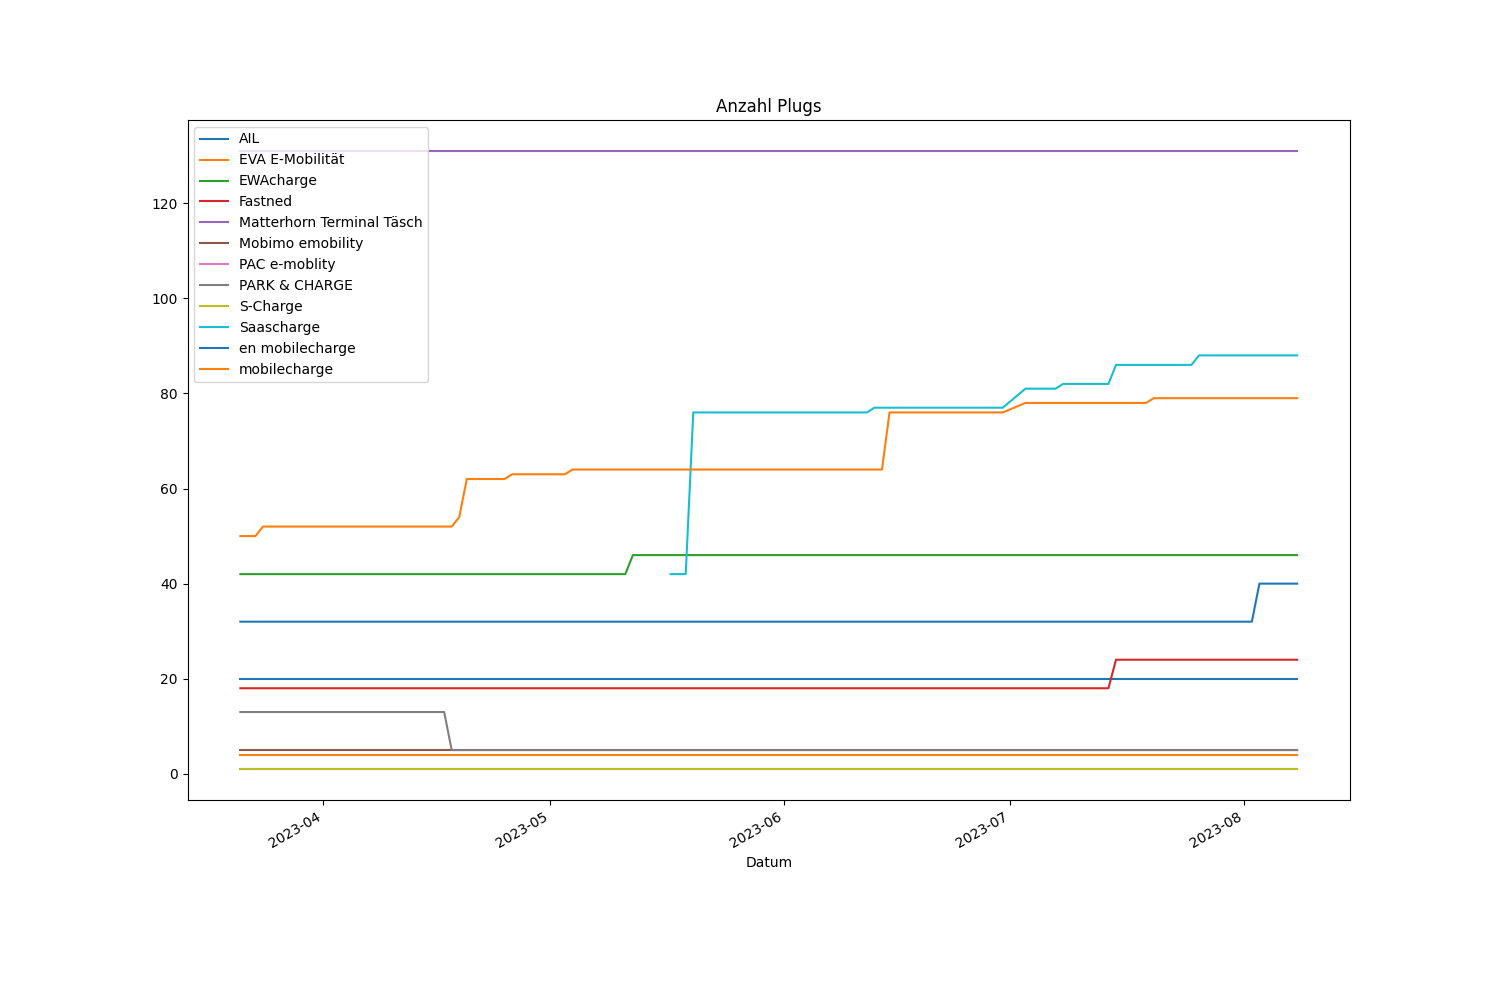 Anzahl Plugs
AIL
EVA E-Mobilität
EWAcharge
Fastned
Matterhorn Terminal Täsch
Mobimo emobility
PAC e-moblity
PARK & CHARGE
S-Charge
Saascharge
en mobilecharge
mobilecharge
120
100
80
60
40
20
0
2023-04
2023-05
2023-06
2023-07
2023-08
Datum